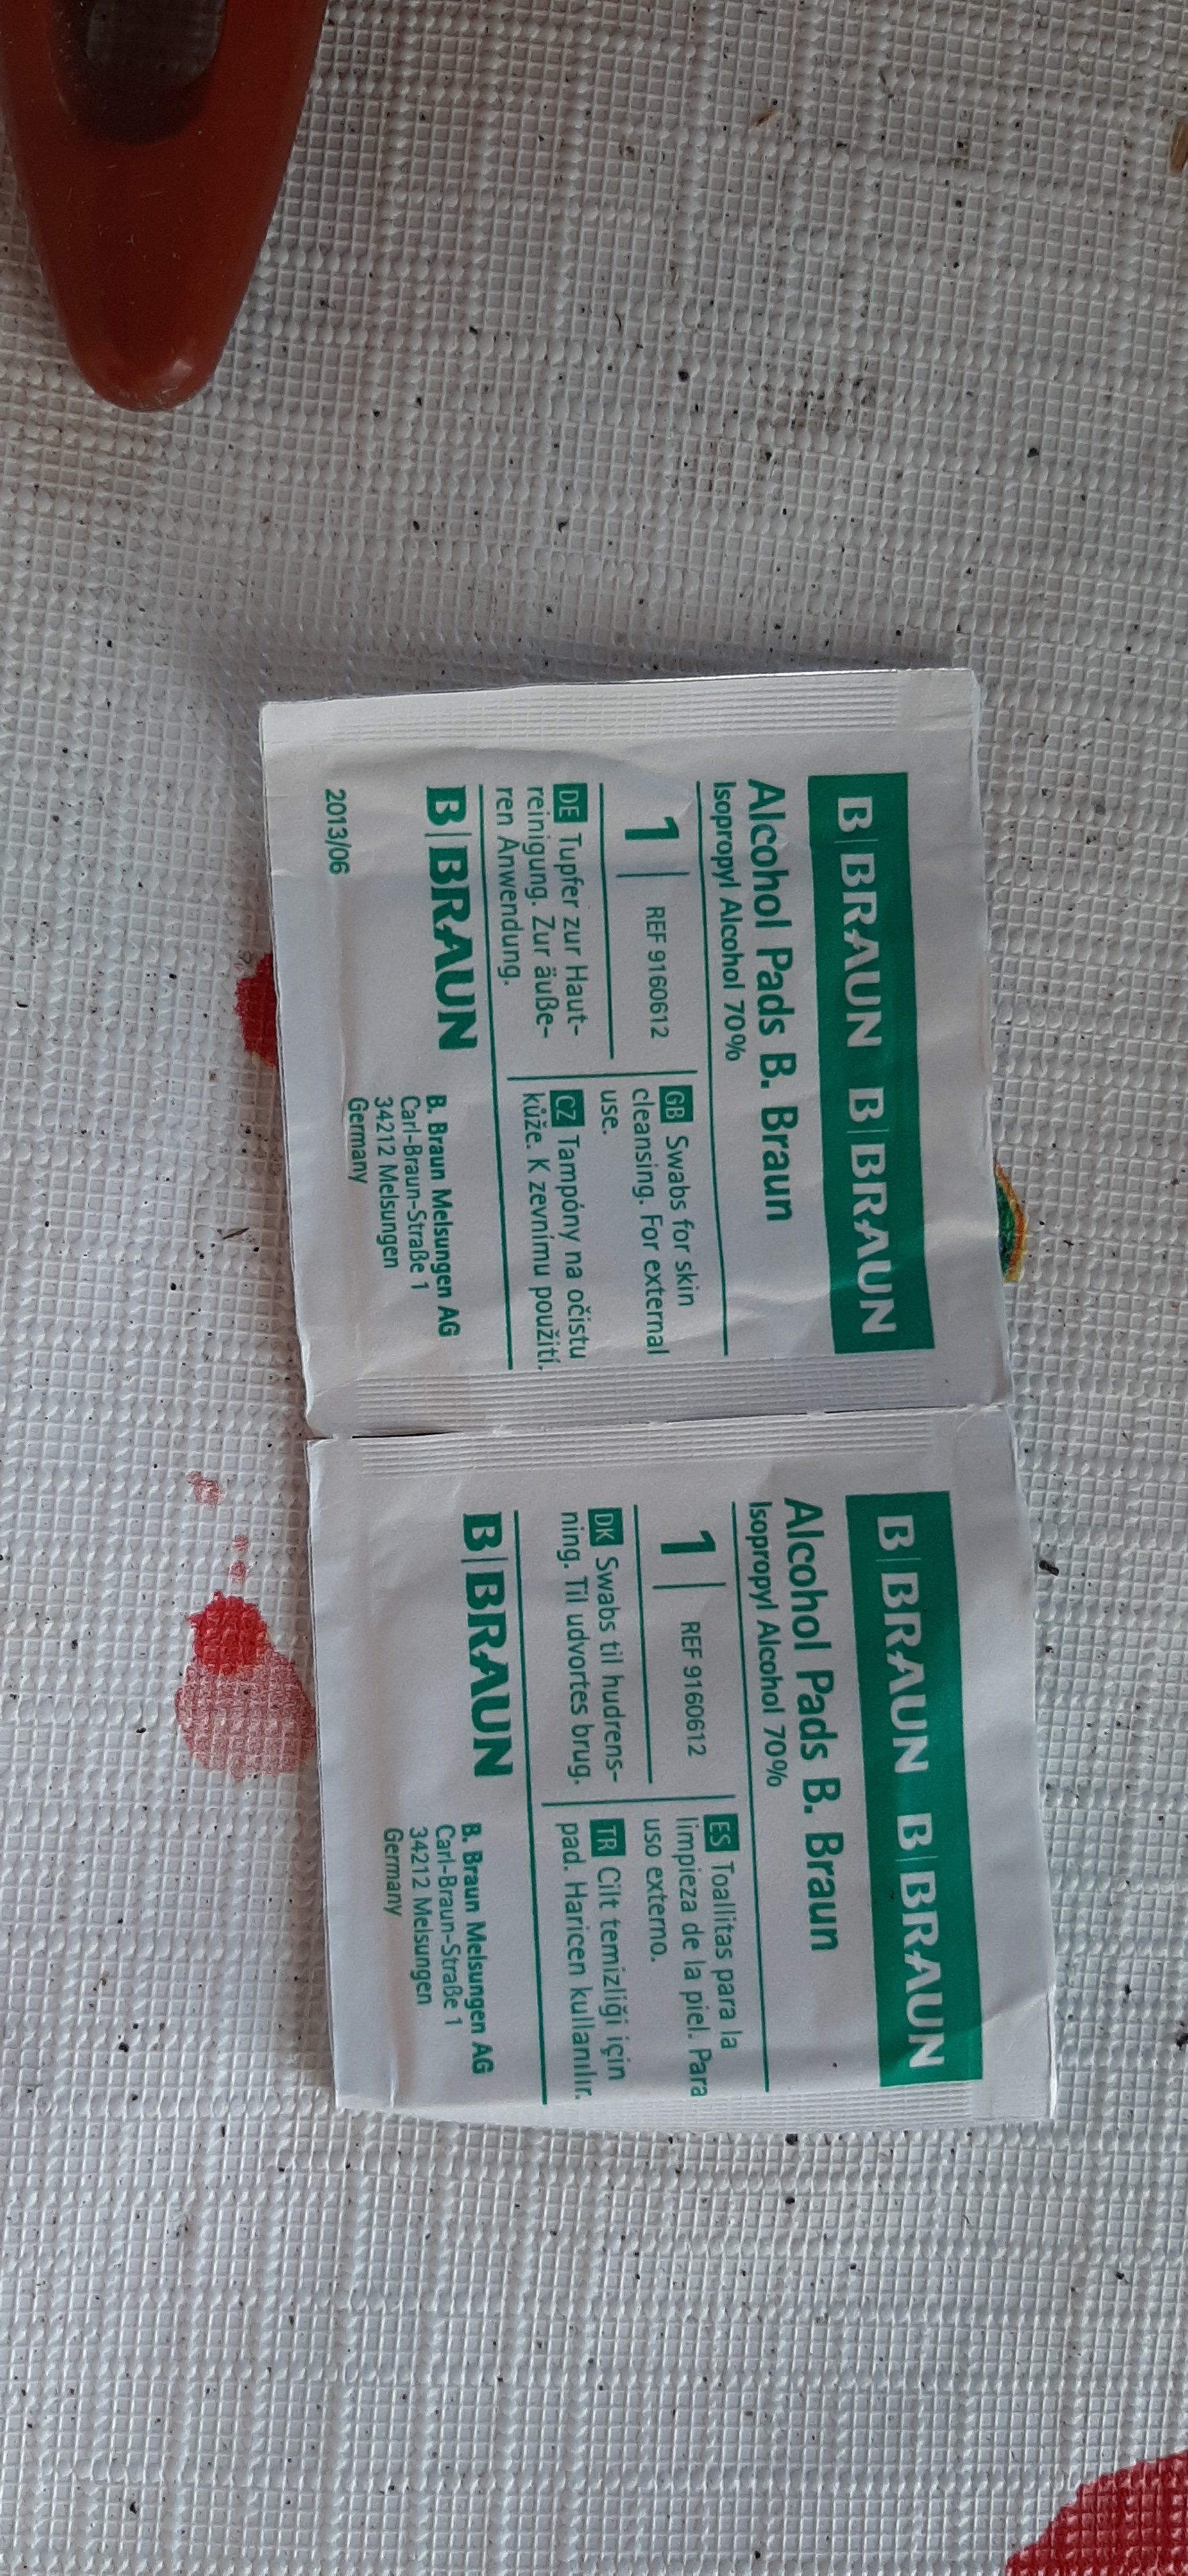 B|BRAUN B|BRAUN
Alcohol Pads B. Braun
Isopropyl Alcohol 70%
1 | REF 9160612
GB Swabs for skin
cleansing. For external
use.
DE Tupfer zur Haut-
reinigung. Zur äuße-
ren Anwendung.
CZ Tampóny na očistu
kůže. K zevnímu použití.
B|BRAUN
B. Braun Melsungen AG
Carl-Braun-Straße 1
34212 Melsungen
Germany
2013/06
B|BRAUN B|BRAUN
Alcohol Pads B. Braun
Isopropyl Alcohol 70%
1 | REF 9160612
ES Toallitas para la
limpieza de la piel. Para
uso externo.
DK Swabs til hudrens-
ning. Til udvortes brug.
TR Cilt temizliği için
pad. Haricen kullanılır.
B|BRAUN
B. Braun Melsungen AG
Carl-Braun-Straße 1
34212 Melsungen
Germany